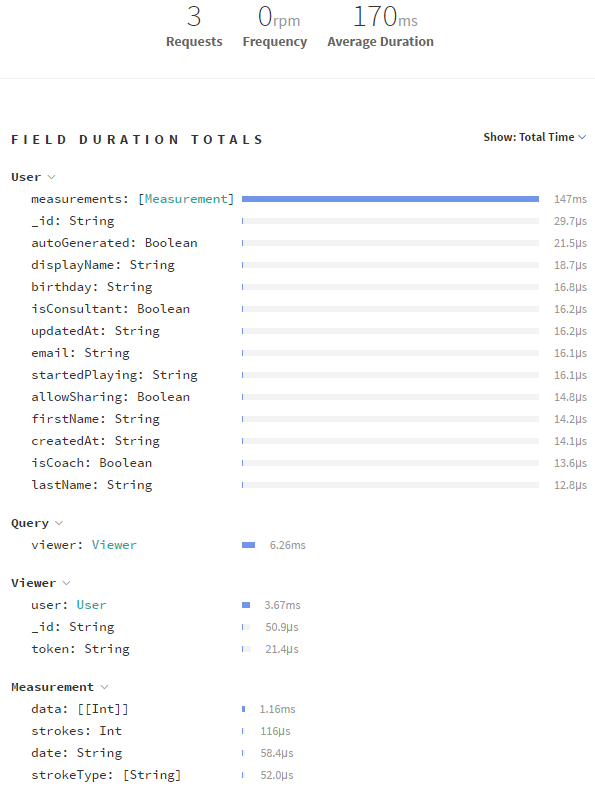 3 0rpm 170ms
Requests Frequency Average Duration
FIELD DURATION TOTALS Show: Total Time
User
measurements: [Measurement] 147ms
_id: String 29.7µs
autoGenerated: Boolean 21.5µs
displayName: String 18.7µs
birthday: String 16.8µs
isConsultant: Boolean 16.2µs
updatedAt: String 16.2µs
email: String 16.1µs
startedPlaying: String 16.1µs
allowSharing: Boolean 14.8µs
firstName: String 14.2µs
createdAt: String 14.1µs
isCoach: Boolean 13.6µs
lastName: String 12.8µs
Query
viewer: Viewer 6.26ms
Viewer
user: User 3.67ms
_id: String 50.9µs
token: String 21.4µs
Measurement
data: [[Int]] 1.16ms
strokes: Int 116µs
date: String 58.4µs
strokeType: [String] 52.0µs